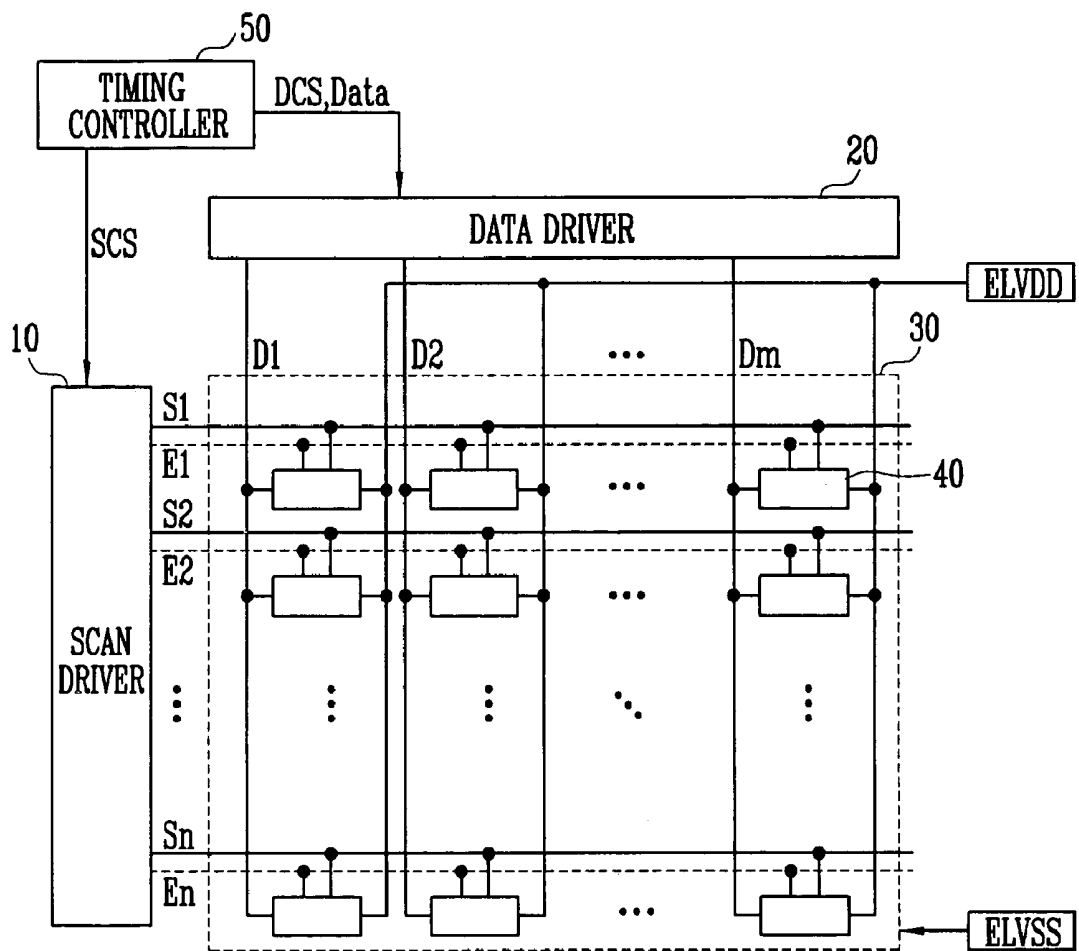 50
TIMING
CONTROLLER
DCS,Data
20
DATA DRIVER
SCS
ELVDD
10
30
D1
D2
Dm
S1
E1
40
S2
E2
SCAN
DRIVER
Sn
En
ELVSS